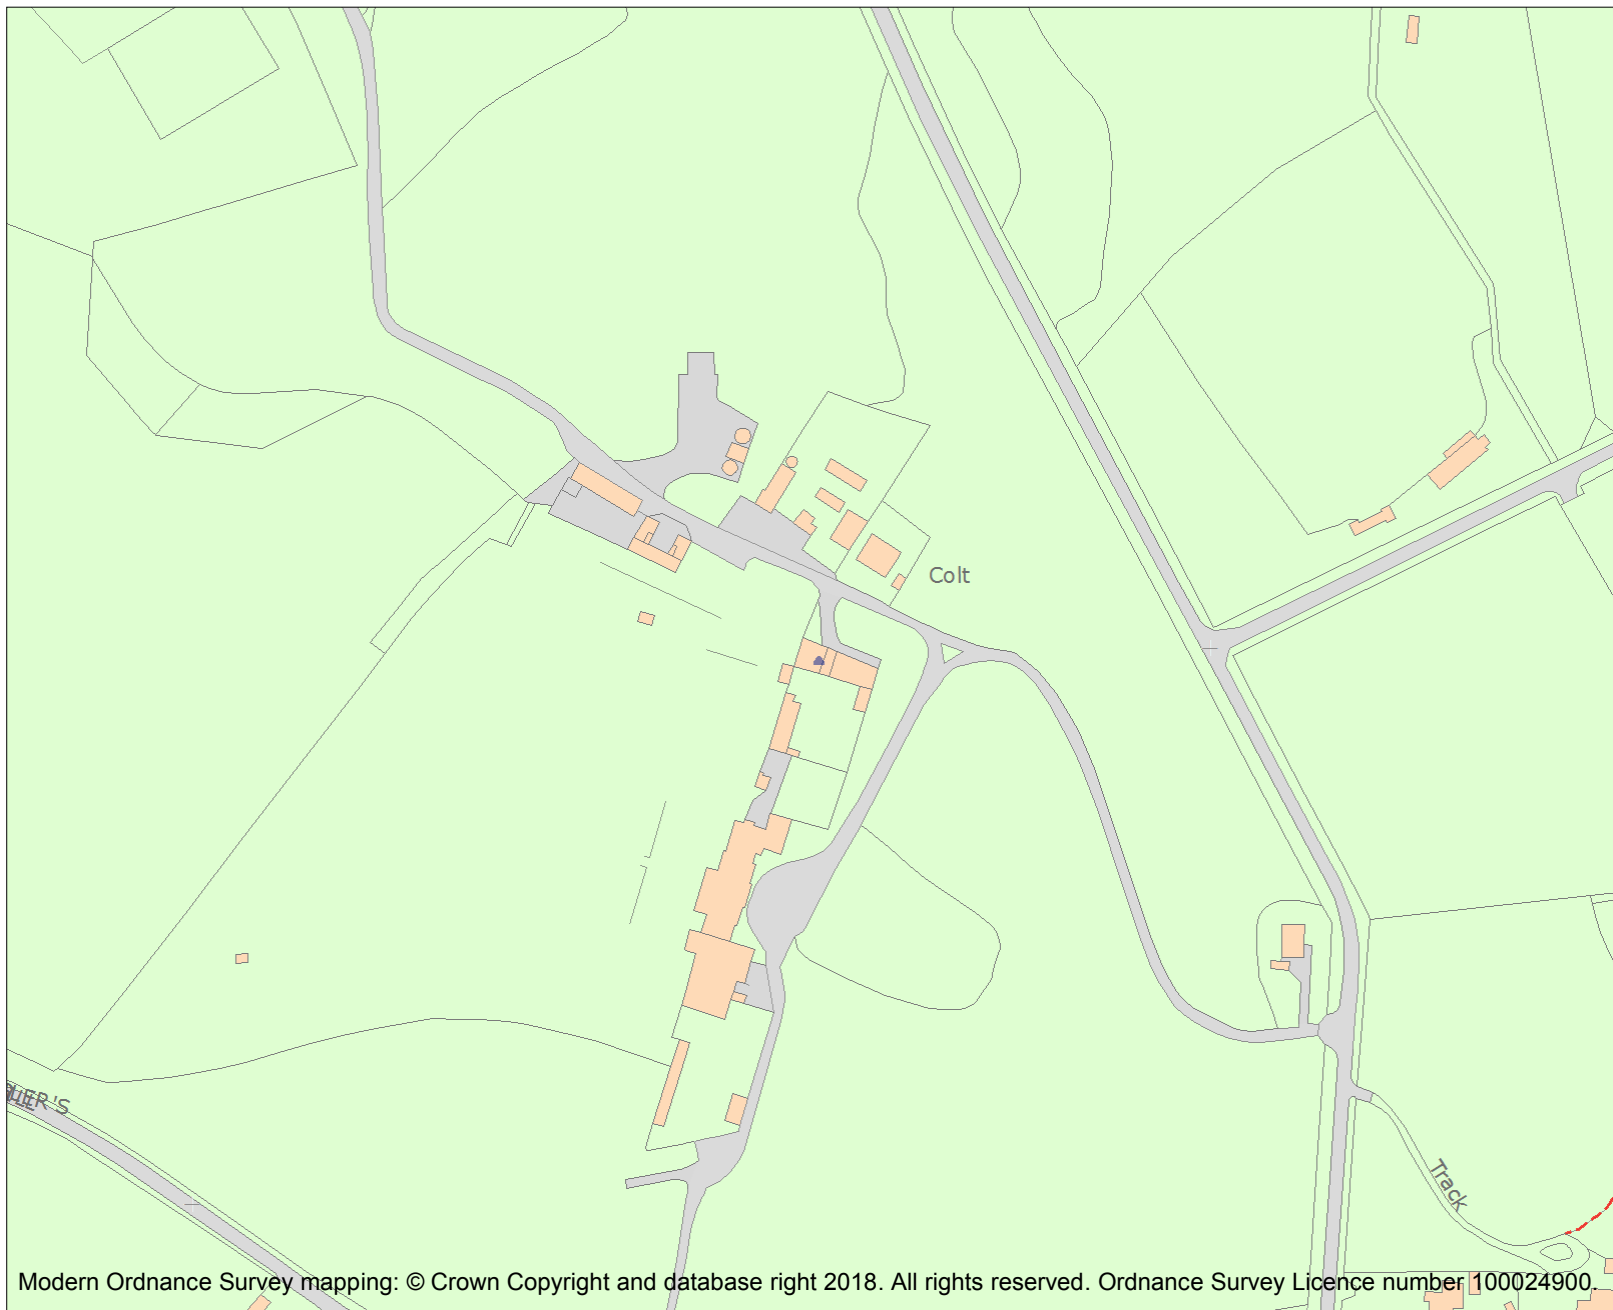 Colt
Track
Modern Ordnance Survey mapping: © Crown Copyright and database right 2018. All rights reserved. Ordnance Survey Licence number 100024900.